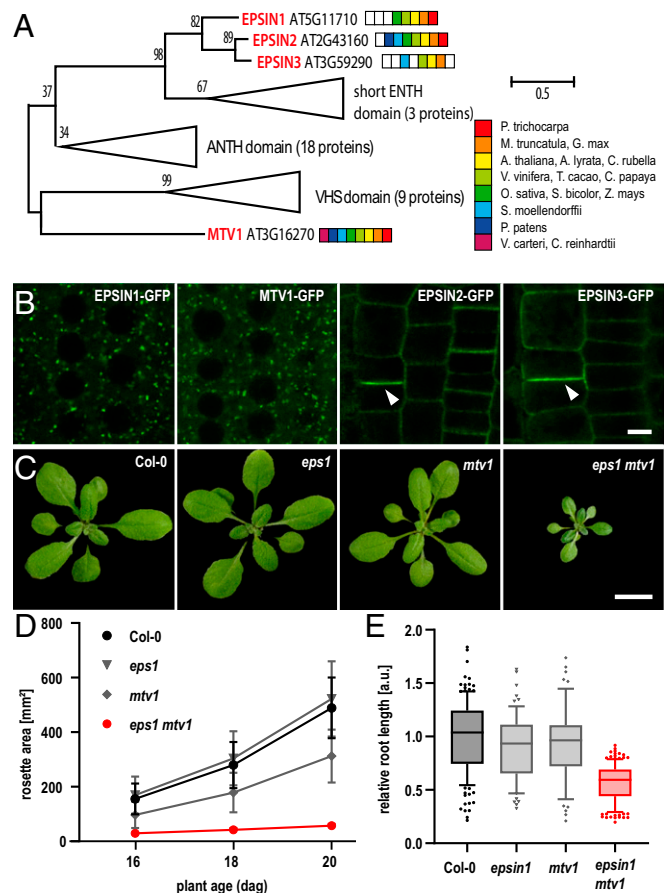 A
82
EPSIN1 AT5G11710
98
89
EPSIN2 AT2G43160
EPSIN3 AT3G59290
67
short ENTH
domain (3 proteins)
0.5
37
34
ANTH domain (18 proteins)
99
VHS domain (9 proteins)
MTV1 AT3G16270
P. trichocarpa
M. truncatula, G. max
A. thaliana, A. lyrata, C. rubella
V. vinifera, T. cacao, C. papaya
O. sativa, S. bicolor, Z. mays
S. moellendorffii
P. patens
V. carteri, C. reinhardtii
B
EPSIN1-GFP
MTV1-GFP
EPSIN2-GFP
EPSIN3-GFP
C
Col-0
eps1
mtv1
eps1 mtv1
D
800
600
400
200
0
rosette area [mm²]
Col-0
eps1
mtv1
eps1 mtv1
16
18
20
plant age (dag)
E
2.0
1.5
1.0
0.5
0.0
relative root length [a.u.]
Col-0
epsin1
mtv1
epsin1
mtv1